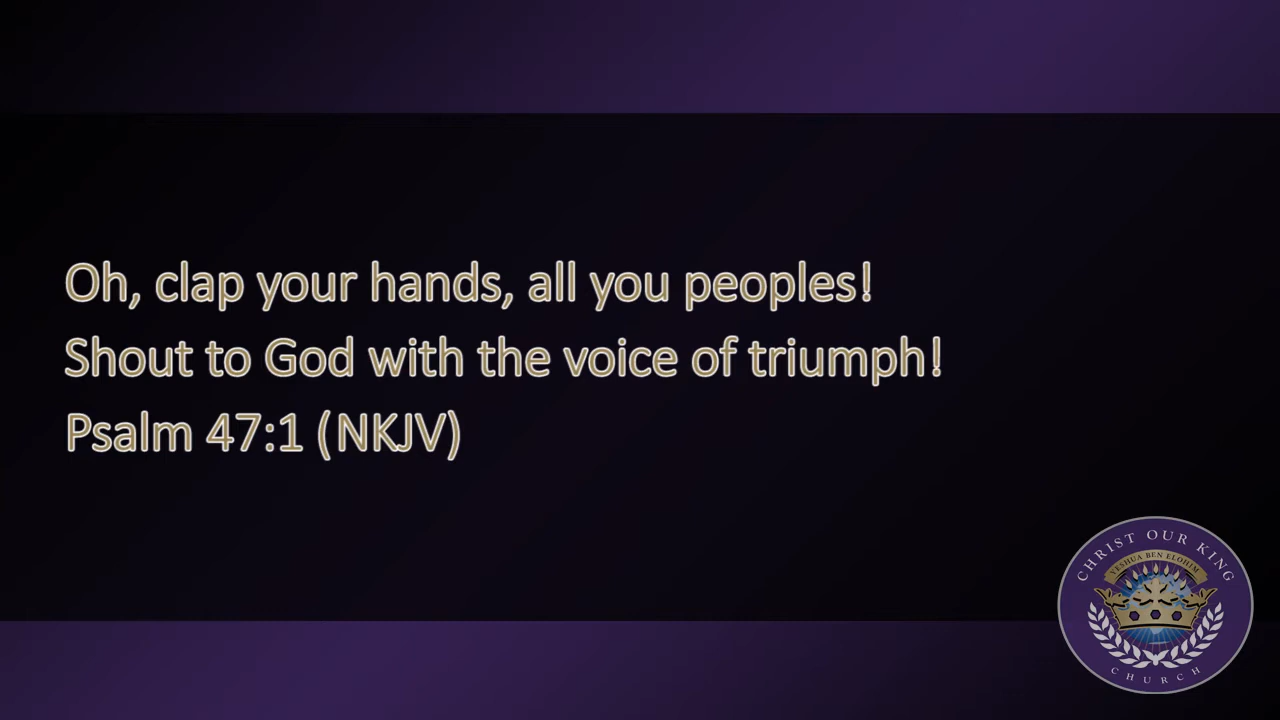 Oh, clap your hands, all you peoples!
Shout to God with the voice of triumph!
Psalm 47:1 (NKJV)
CHRIST OUR KING
YESHUA BEN ELOHIM
CHURCH